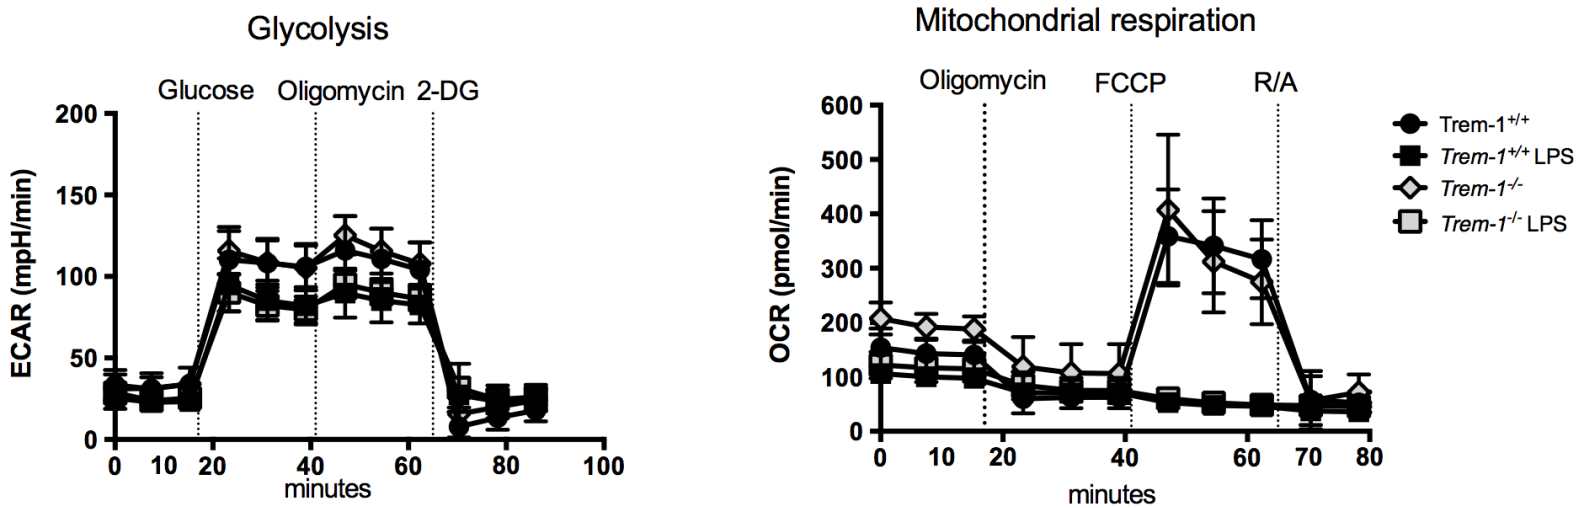 Glycolysis
Glucose Oligomycin 2-DG
ECAR (mpH/min)
200
150
100
50
0
0 10 20 40 60 80 100
minutes
Mitochondrial respiration
Oligomycin FCCP R/A
OCR (pmol/min)
600
500
400
300
200
100
0
0 10 20 40 60 70 80
minutes
Trem-1+/+
Trem-1+/+ LPS
Trem-1-/-
Trem-1-/- LPS